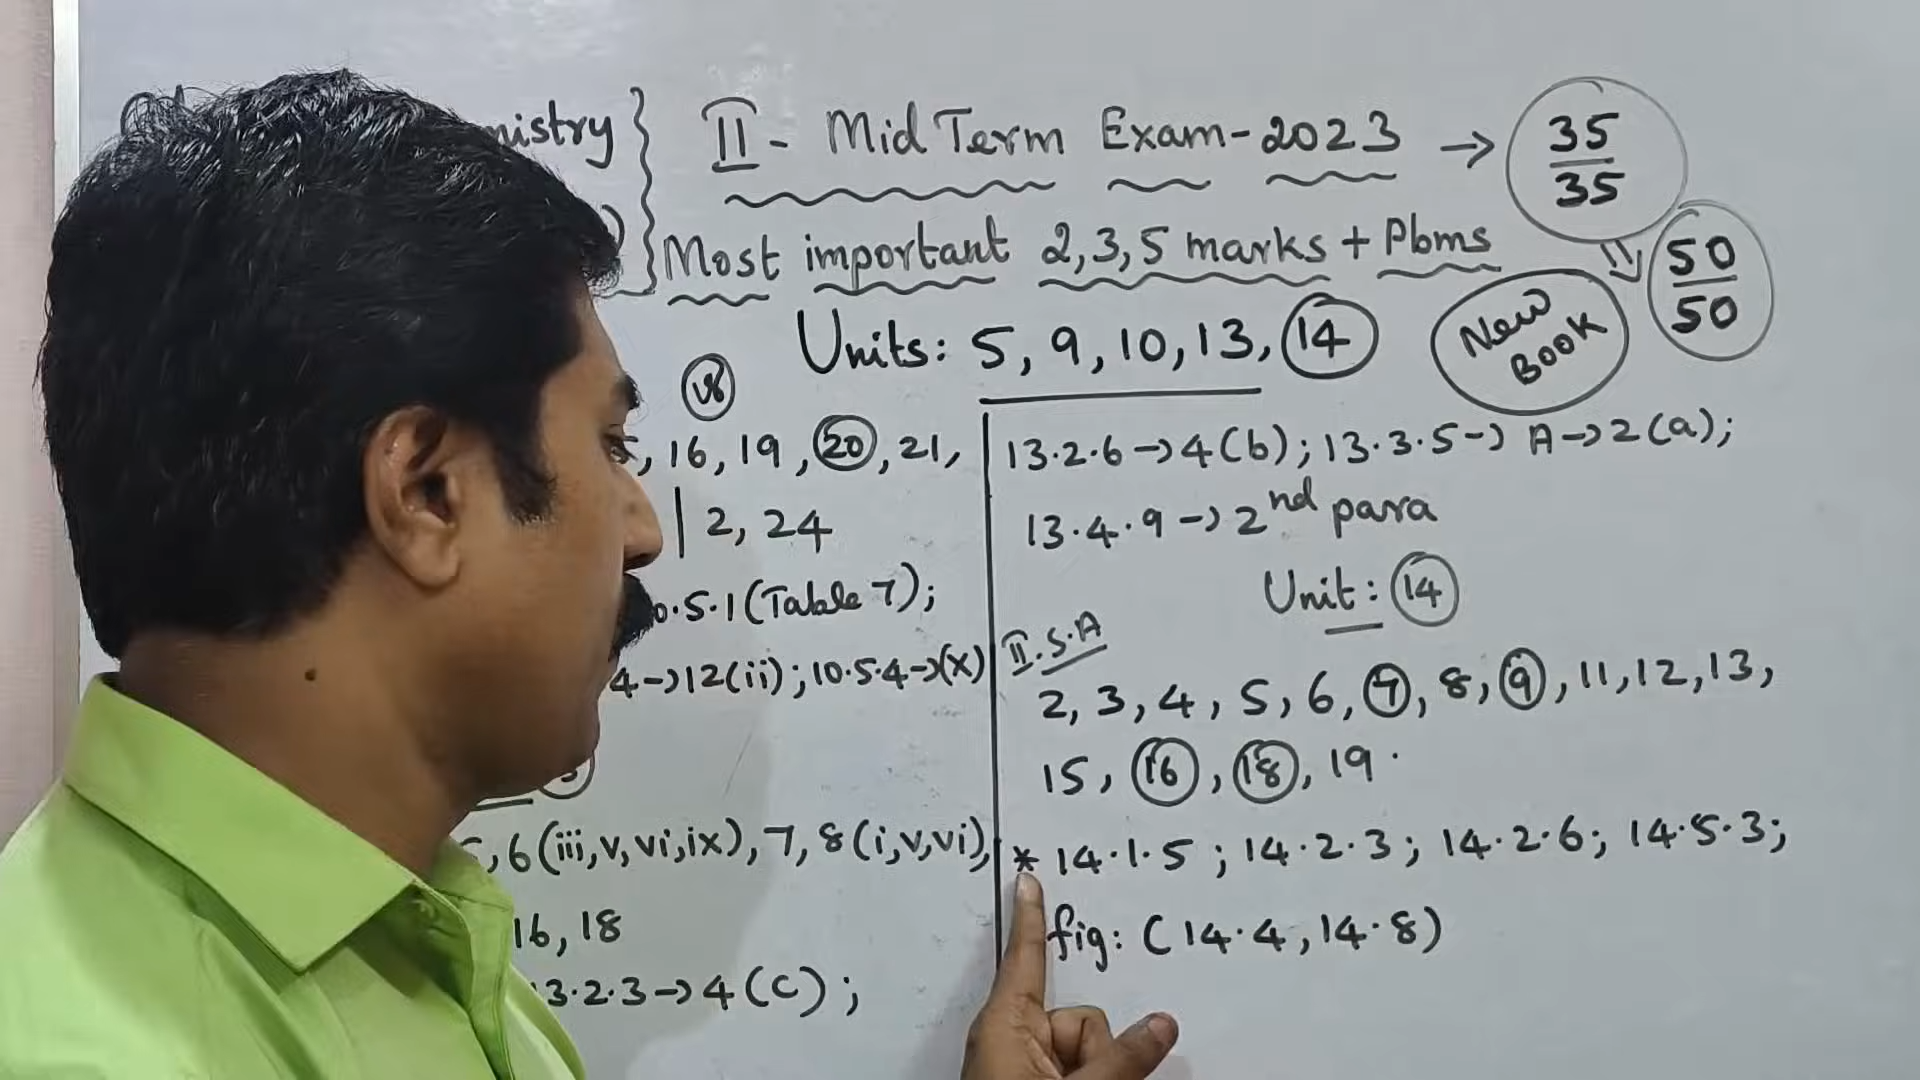 II - Mid Term Exam-2023 → 35/35
Most important 2,3,5 marks + Pbms 50/50
Units: 5, 9, 10, 13, 14
New Book
16, 19, 20, 21,
2, 24
.5.1 (Table 7);
4→12(ii); 10.5.4→(x)
6(iii,v,vi,ix), 7, 8(i,v,vi),
16, 18
3.2.3→4(c);
13.2.6→4(b); 13.3.5→ A→2(a);
13.4.9→2nd para
Unit: 14
II. S.A
2, 3, 4, 5, 6, 7, 8, 9, 11, 12, 13,
15, 16, 18, 19.
* 14.1.5; 14.2.3; 14.2.6; 14.5.3;
fig: (14.4, 14.8)